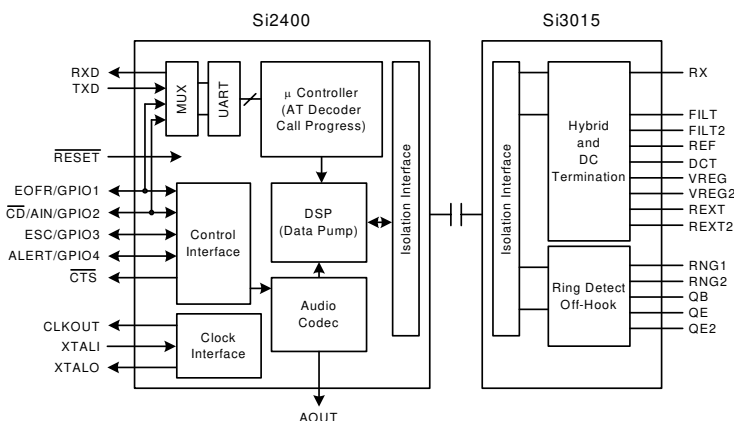 Si2400
Si3015
RXD
TXD
RESET
EOFR/GPIO1
CD/AIN/GPIO2
ESC/GPIO3
ALERT/GPIO4
CTS
CLKOUT
XTALI
XTALO
MUX
UART
μ Controller
(AT Decoder
Call Progress)
Control
Interface
DSP
(Data Pump)
Clock
Interface
Audio
Codec
AOUT
Isolation Interface
Isolation Interface
Hybrid
and
DC
Termination
Ring Detect
Off-Hook
RX
FILT
FILT2
REF
DCT
VREG
VREG2
REXT
REXT2
RNG1
RNG2
QB
QE
QE2